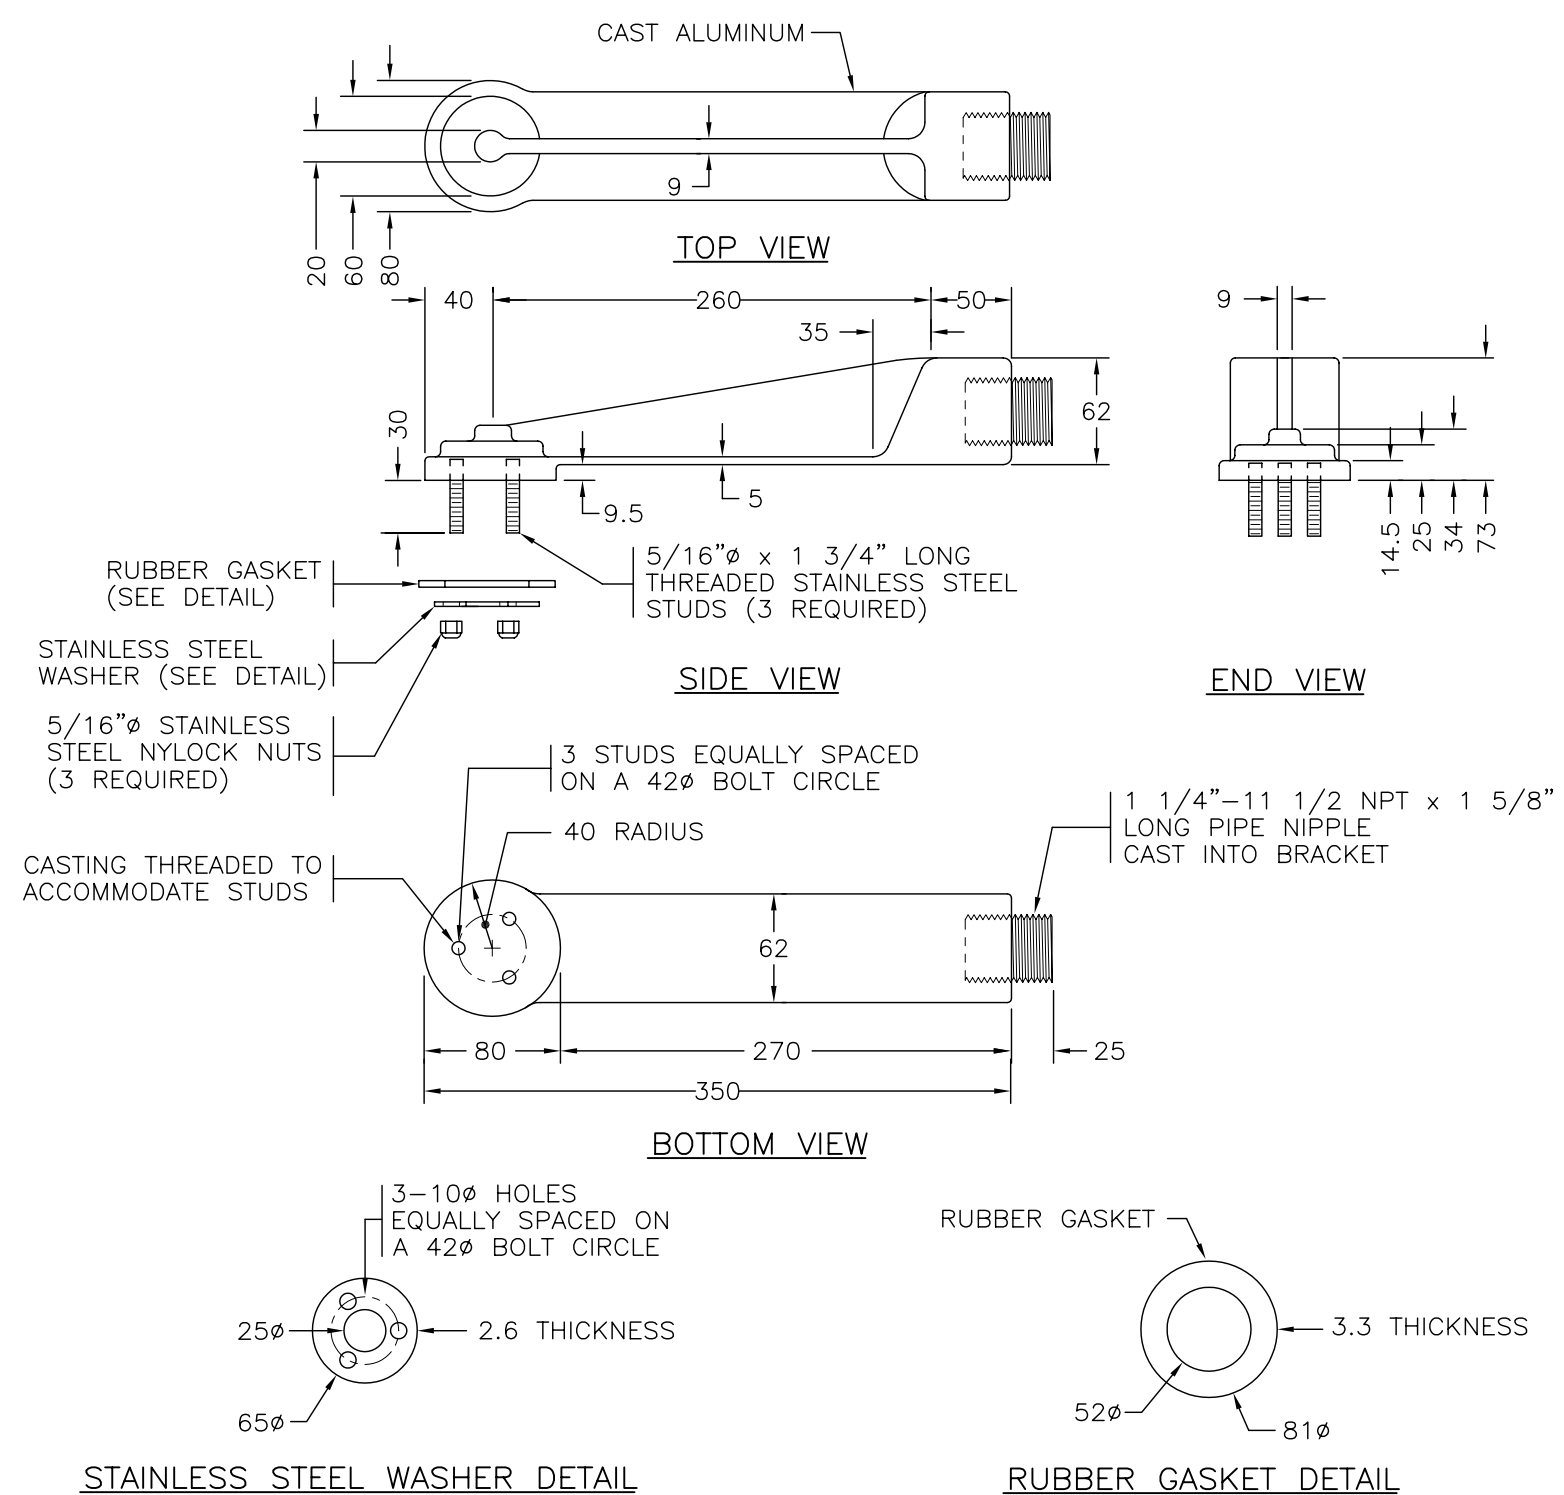 CAST ALUMINUM
9
20
60
80
TOP VIEW
40
260
50
35
9
30
62
5
9.5
14.5
25
34
73
5/16”ø x 1 3/4” LONG
THREADED STAINLESS STEEL
STUDS (3 REQUIRED)
RUBBER GASKET
(SEE DETAIL)
STAINLESS STEEL
WASHER (SEE DETAIL)
SIDE VIEW
END VIEW
5/16”ø STAINLESS
STEEL NYLOCK NUTS
(3 REQUIRED)
3 STUDS EQUALLY SPACED
ON A 42ø BOLT CIRCLE
40 RADIUS
1 1/4”-11 1/2 NPT x 1 5/8”
LONG PIPE NIPPLE
CAST INTO BRACKET
CASTING THREADED TO
ACCOMMODATE STUDS
62
80
270
25
350
BOTTOM VIEW
3-10ø HOLES
EQUALLY SPACED ON
A 42ø BOLT CIRCLE
25ø
2.6 THICKNESS
65ø
STAINLESS STEEL WASHER DETAIL
RUBBER GASKET
3.3 THICKNESS
52ø
81ø
RUBBER GASKET DETAIL